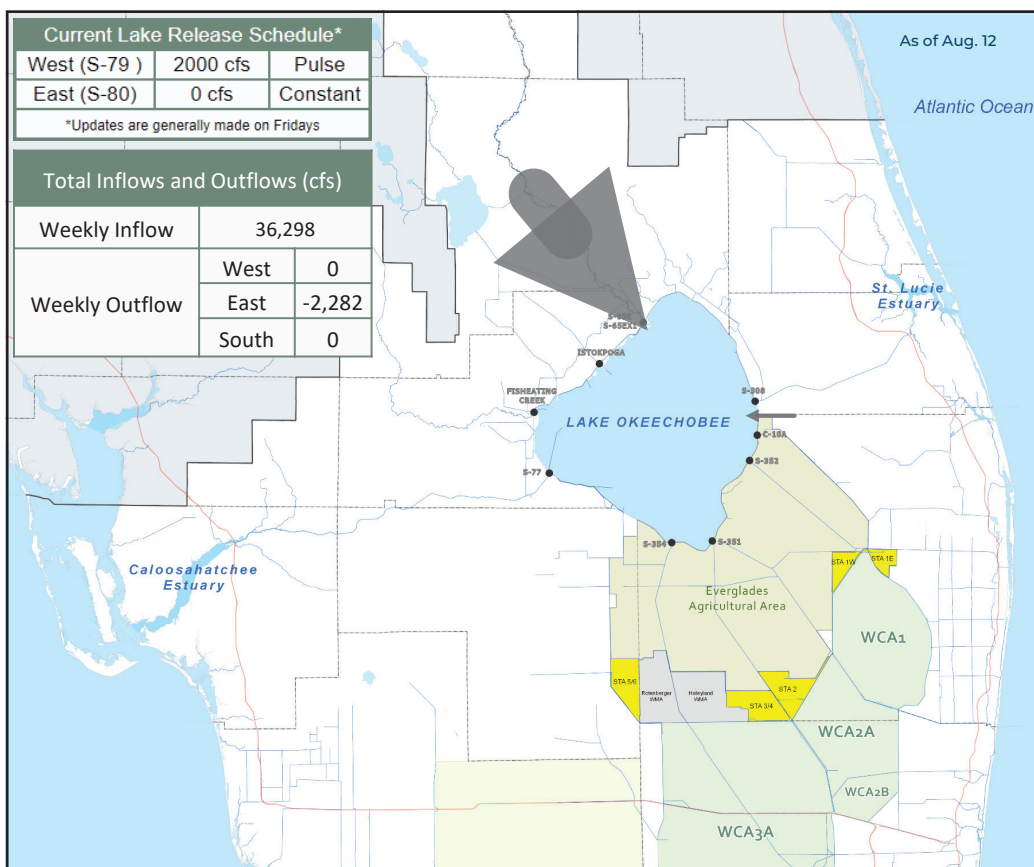 Current Lake Release Schedule*
West (S-79 ) 2000 cfs Pulse
East (S-80) 0 cfs Constant
*Updates are generally made on Fridays
As of Aug. 12
Atlantic Ocean
Total Inflows and Outflows (cfs)
Weekly Inflow 36,298
Weekly Outflow
West 0
East -2,282
South 0
St. Lucie
Estuary
S-65EX1
ISTOKPOGA
FISHEATING
CREEK
S-308
LAKE OKEECHOBEE
C-10A
S-352
S-77
S-354
S-351
Caloosahatchee
Estuary
STA 1W
STA 1E
Everglades
Agricultural Area
WCA1
STA 5/6
Rotenberger
WMA
Holeyland
WMA
STA 2
STA 3/4
WCA2A
WCA2B
WCA3A